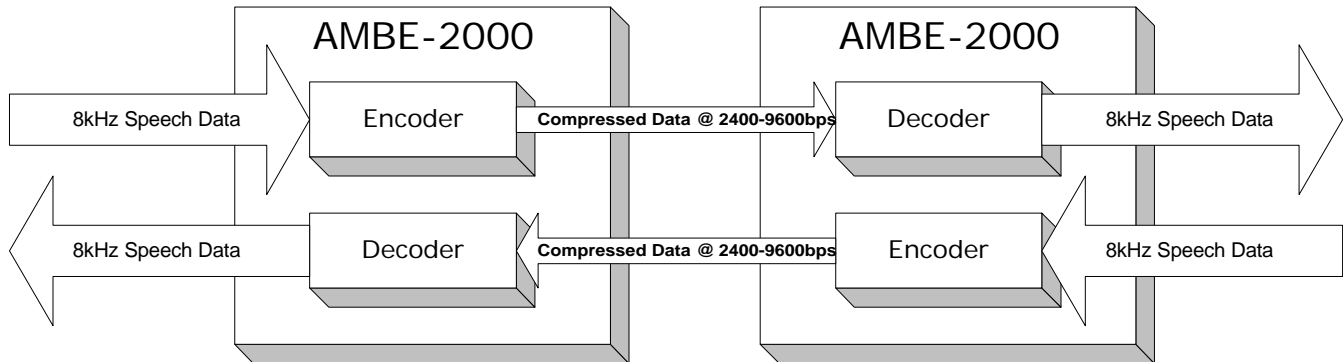 AMBE-2000
AMBE-2000
8kHz Speech Data
Encoder
Compressed Data @ 2400-9600bps
Decoder
8kHz Speech Data
8kHz Speech Data
Decoder
Compressed Data @ 2400-9600bps
Encoder
8kHz Speech Data